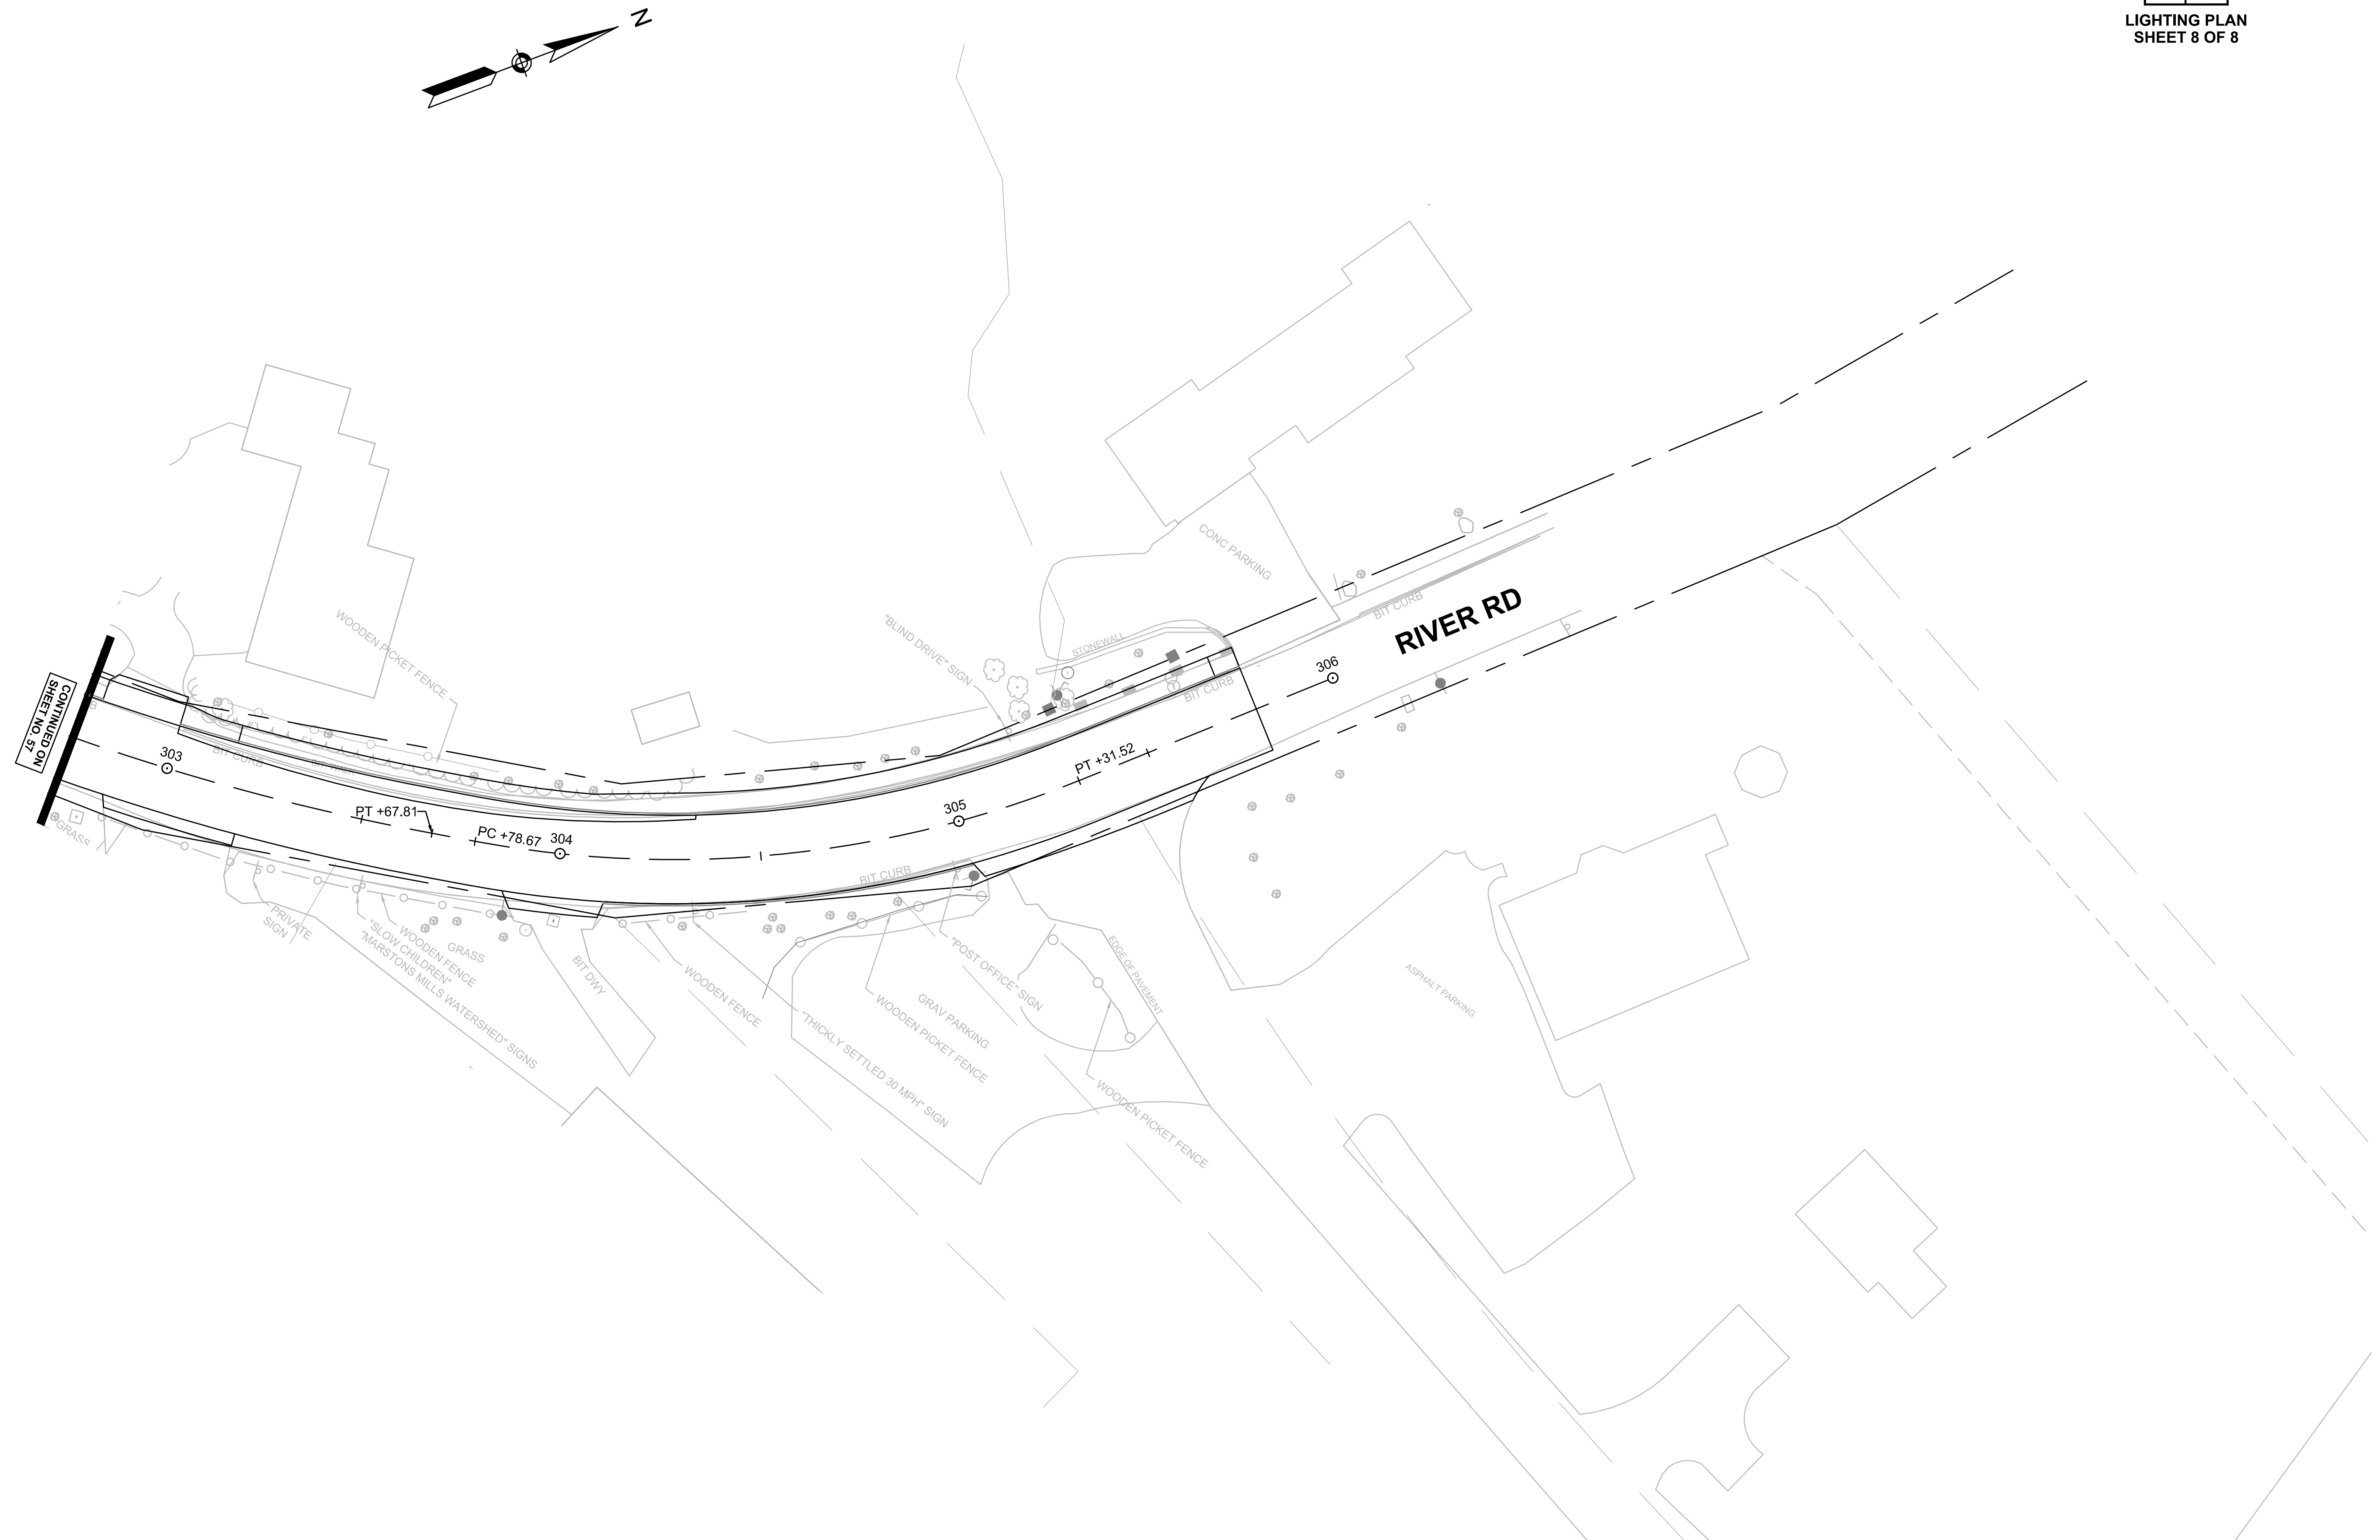 N
LIGHTING PLAN
SHEET 8 OF 8
CONC PARKING
WOODEN PICKET FENCE
"BLIND DRIVE" SIGN
STONEWALL
BIT CURB
RIVER RD
306
BIT CURB
CONTINUED ON
SHEET NO. 57
303
BIT CURB
PT +31.52
305
PT +67.81
PC +78.67
304
GRASS
BIT CURB
PRIVATE
SIGN
WOODEN FENCE
"SLOW CHILDREN"
"MARSTONS MILLS WATERSHED" SIGNS
GRASS
BIT DWY
WOODEN FENCE
"THICKLY SETTLED 30 MPH" SIGN
"POST OFFICE" SIGN
GRAV PARKING
WOODEN PICKET FENCE
EDGE OF PAVEMENT
WOODEN PICKET FENCE
ASPHALT PARKING